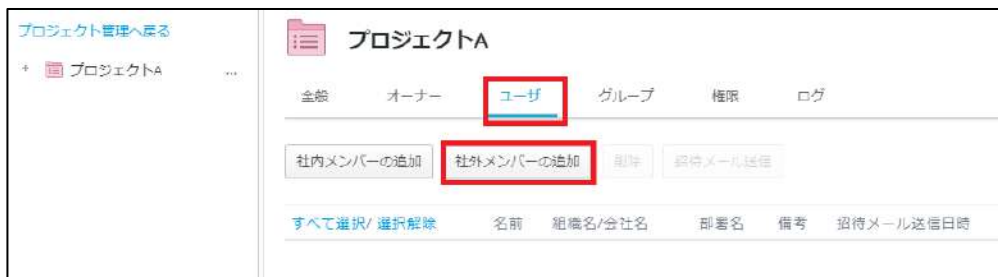 プロジェクト管理へ戻る
+ プロジェクトA ...
プロジェクトA
全般 オーナー ユーザ グループ 権限 ログ
社内メンバーの追加 社外メンバーの追加 削除 招待メール送信
すべて選択/ 選択解除 名前 組織名/会社名 部署名 備考 招待メール送信日時